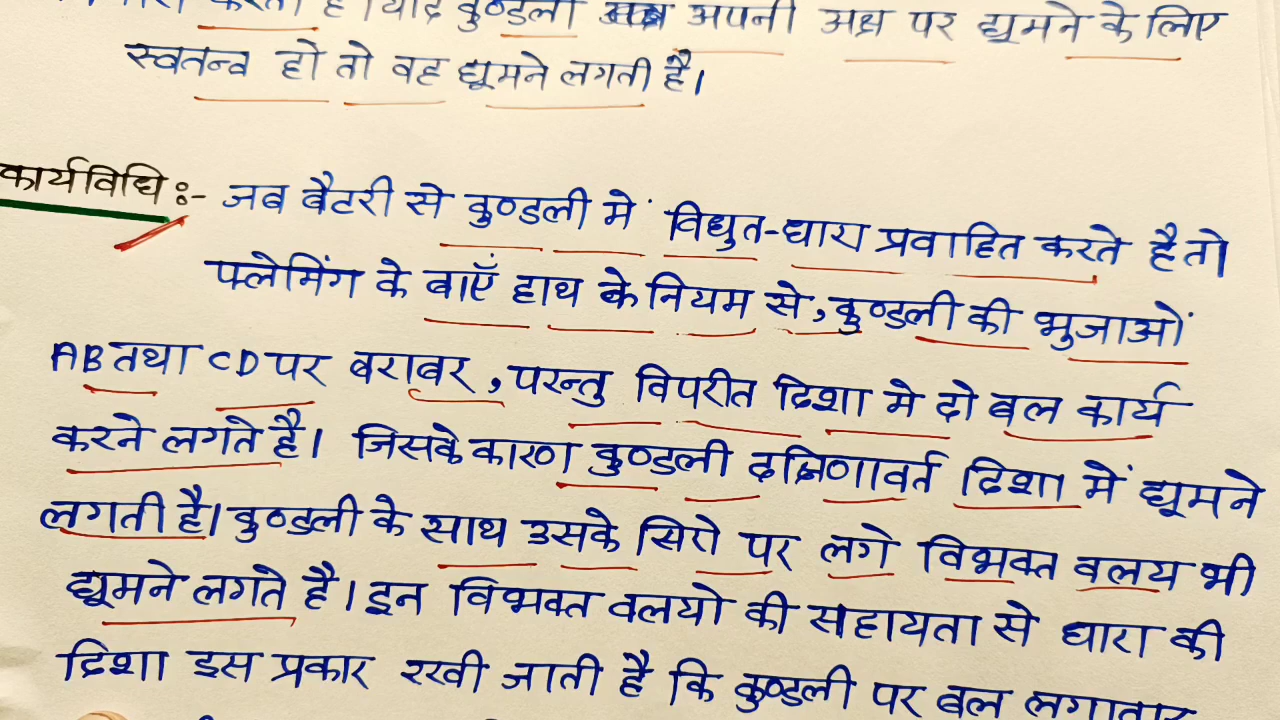 करता है। यदि कुण्डली अपनी अक्ष पर घूमने के लिए
स्वतन्त्र हो तो वह घूमने लगती है।
कार्यविधि :- जब बैटरी से कुण्डली में विद्युत-धारा प्रवाहित करते है तो
फ्लेमिंग के बाएँ हाथ के नियम से, कुण्डली की भुजाओं
AB तथा CD पर बराबर, परन्तु विपरीत दिशा मे दो बल कार्य
करने लगते है। जिसके कारण कुण्डली दक्षिणावर्त दिशा में घूमने
लगती है। कुण्डली के साथ उसके सिरो पर लगे विभक्त वलय भी
घूमने लगते है। इन विभक्त वलयो की सहायता से धारा की
दिशा इस प्रकार रखी जाती है कि कुण्डली पर बल लगातार